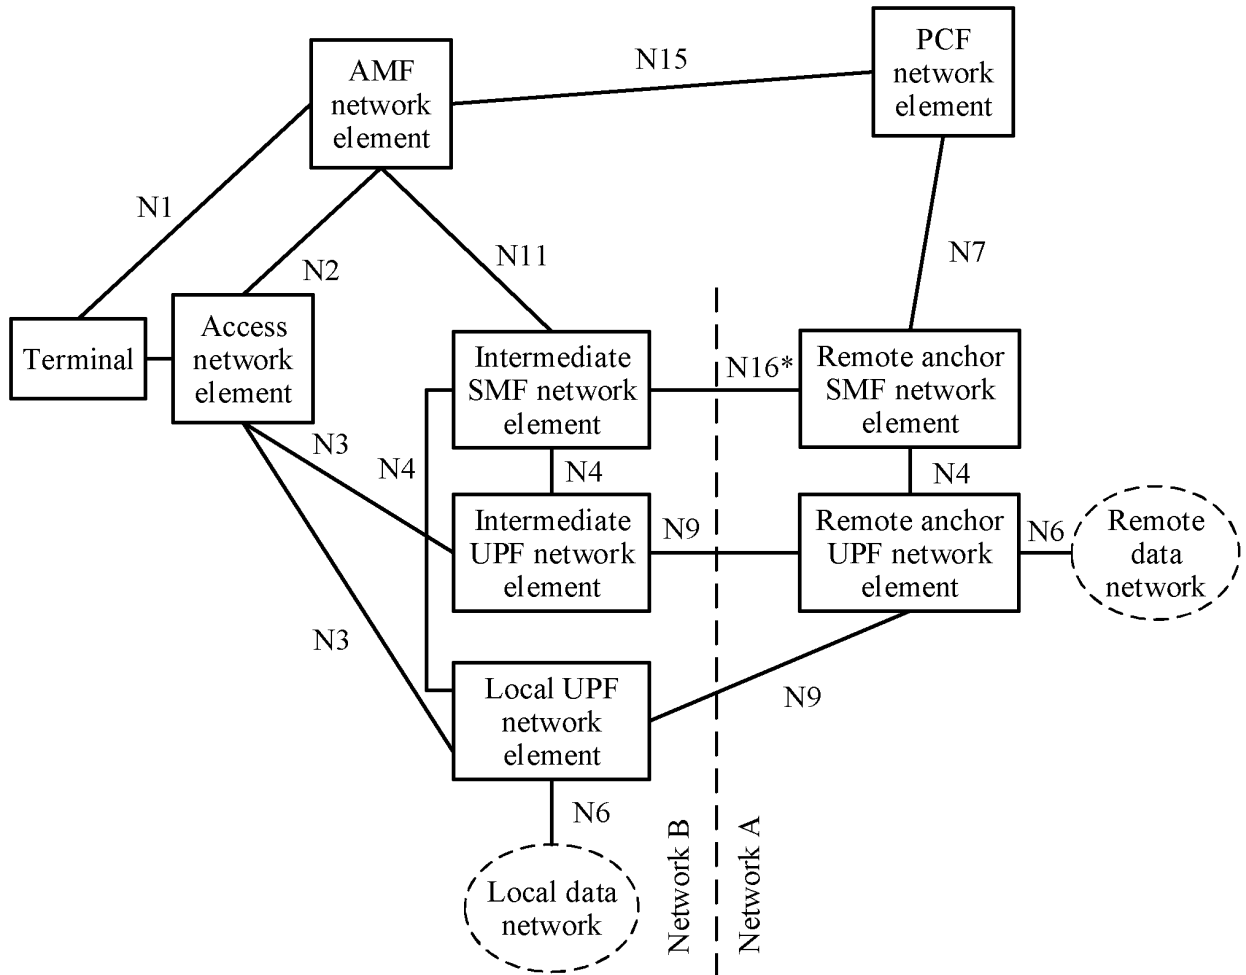 PCF
network
element
N15
AMF
network
element
N1
N2
N11
N7
Terminal
Access
network
element
Intermediate
SMF network
element
N16*
Remote anchor
SMF network
element
N3
N4
N4
N4
Intermediate
UPF network
element
N9
Remote anchor
UPF network
element
N6
Remote
data
network
N3
Local UPF
network
element
N9
N6
Local data
network
Network B
Network A